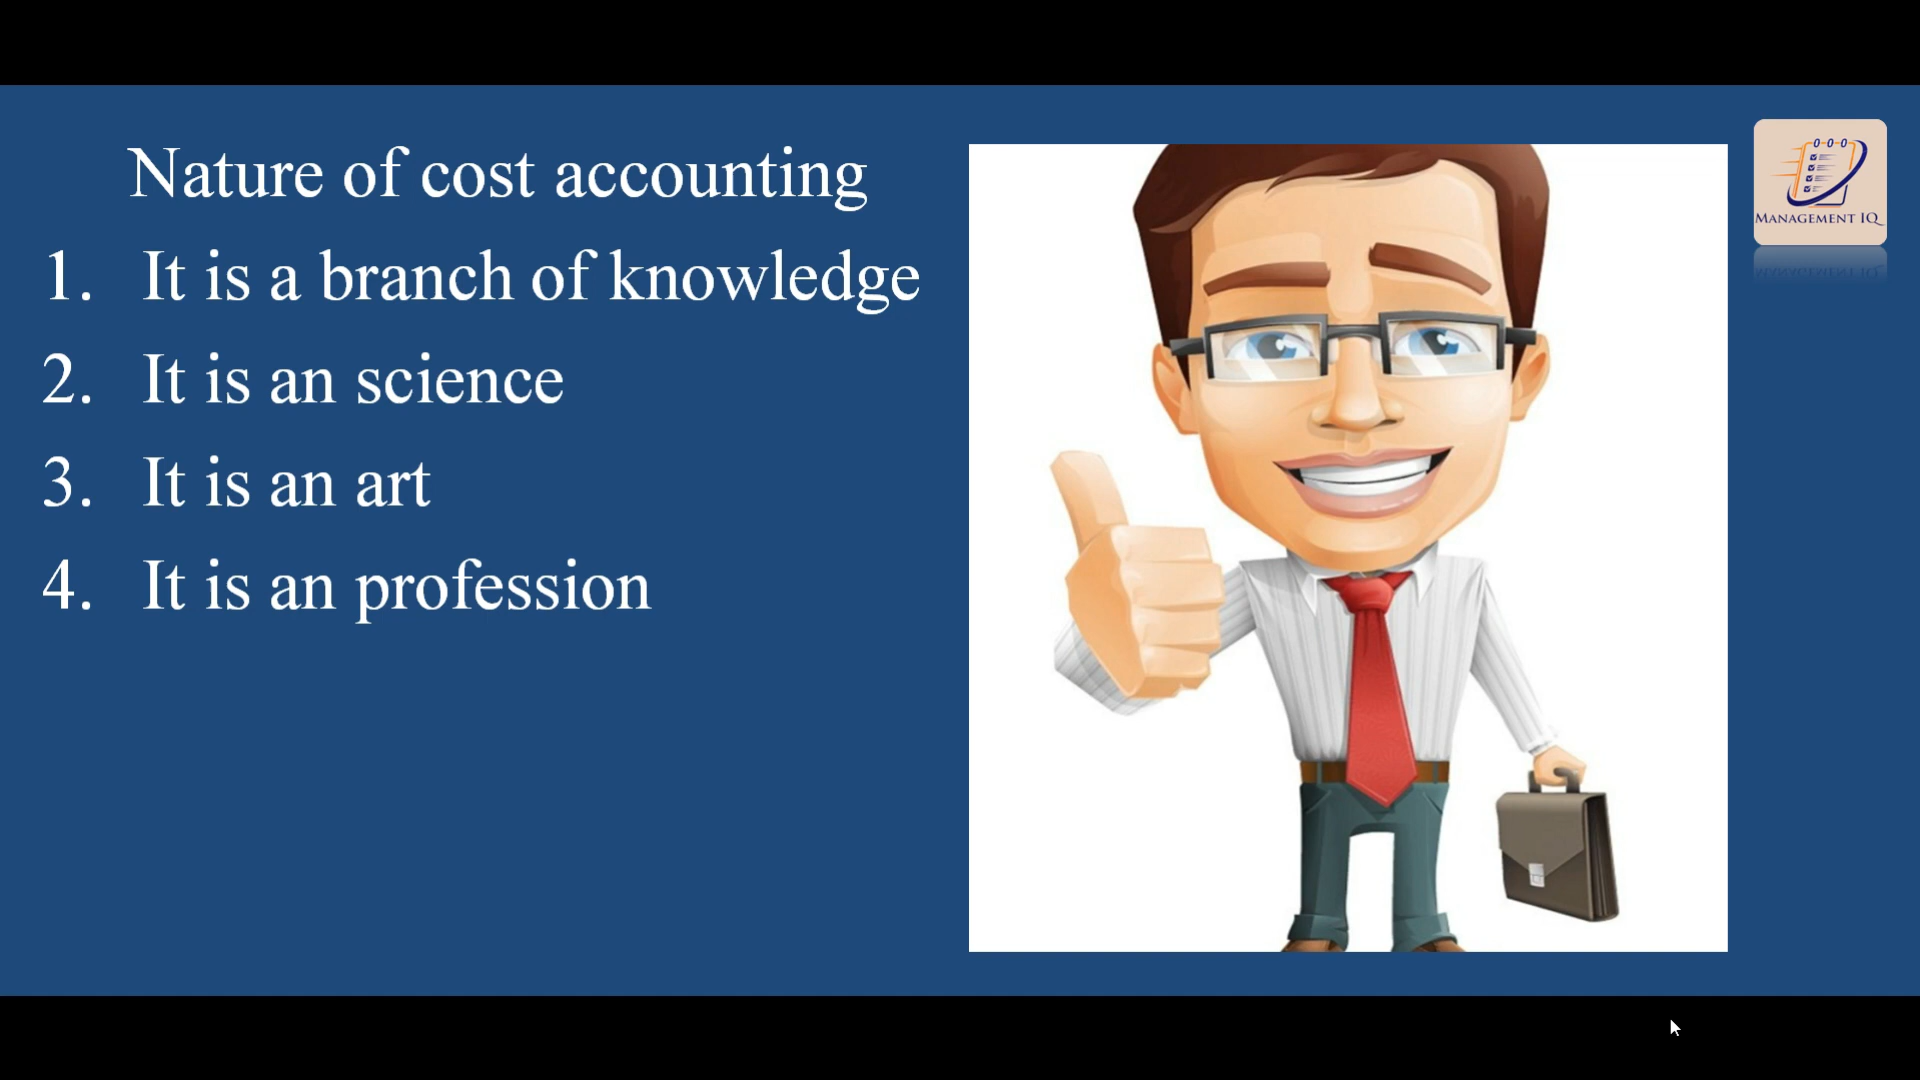 Nature of cost accounting
1. It is a branch of knowledge
2. It is an science
3. It is an art
4. It is an profession
MANAGEMENT IQ